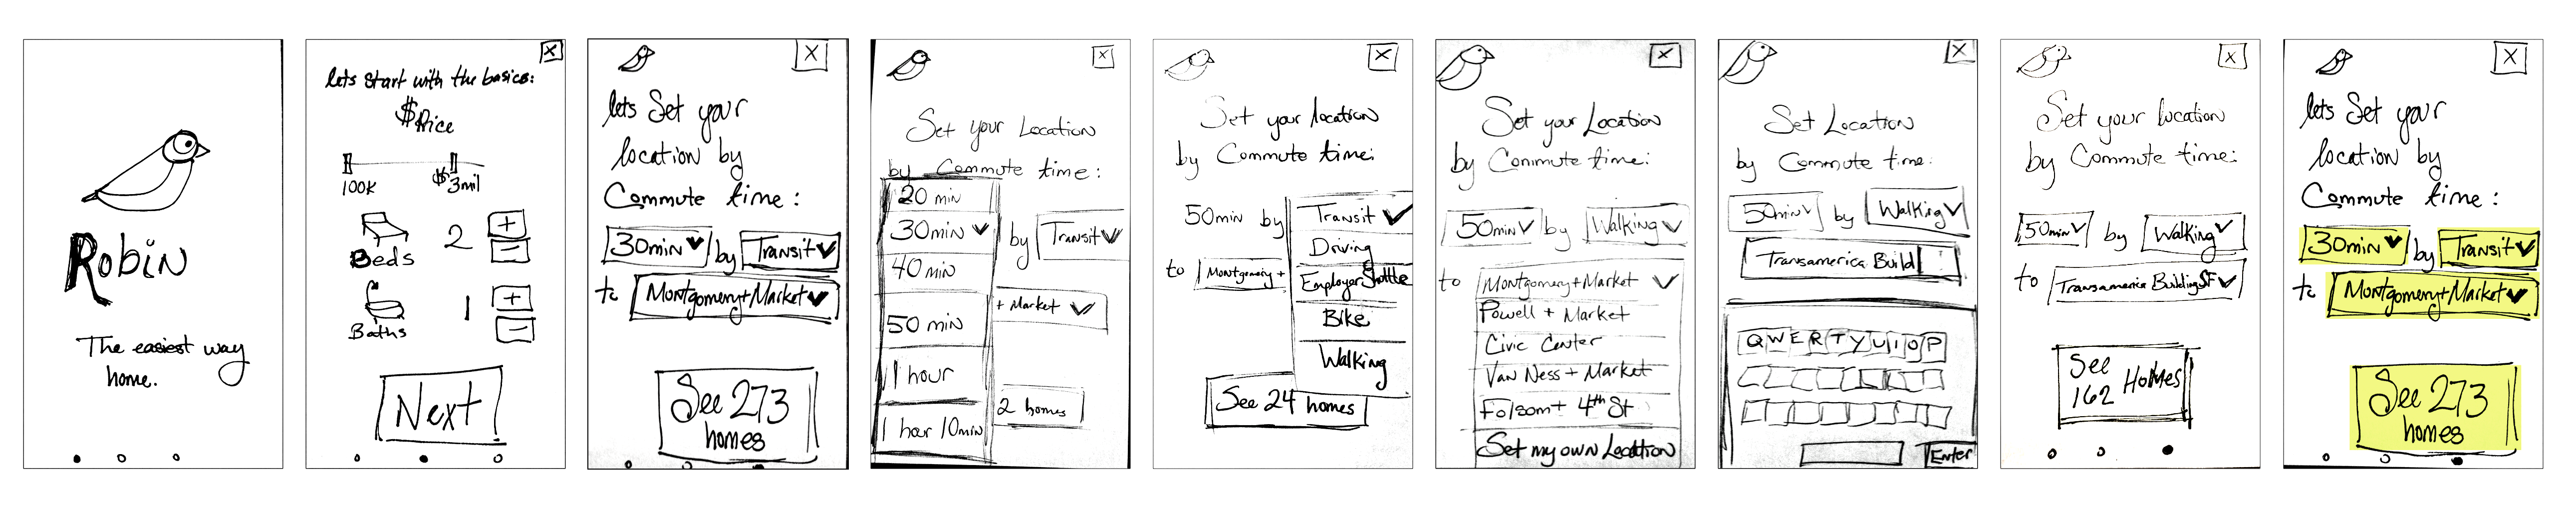 Robin
The easiest way
home.
X
lets start with the basics:
$Price
100K
$3mil
Beds 2 + -
Baths 1 + -
Next
X
lets Set your
location by
Commute time:
30min by Transit
to Montgomery+Market
See 273
homes
X
Set your Location
by Commute time:
20 min
30min by Transit
40 min
+ Market
50 min
1 hour
2 homes
1 hour 10min
X
Set your location
by Commute time:
50min by Transit
Driving
to Montgomery +
Employer Shuttle
Bike
Walking
See 24 homes
X
Set your Location
by Commute time:
50min by Walking
to Montgomery+Market
Powell + Market
Civic Center
Van Ness + Market
Folsom + 4th St
Set my own Location
X
Set Location
by Commute time:
50min by Walking
Transamerica Build
QWERTYUIOP
Enter
X
Set your location
by Commute time:
50min by Walking
to Transamerica Building SF
See
162 Homes
X
lets Set your
location by
Commute time:
30min by Transit
to Montgomery+Market
See 273
homes